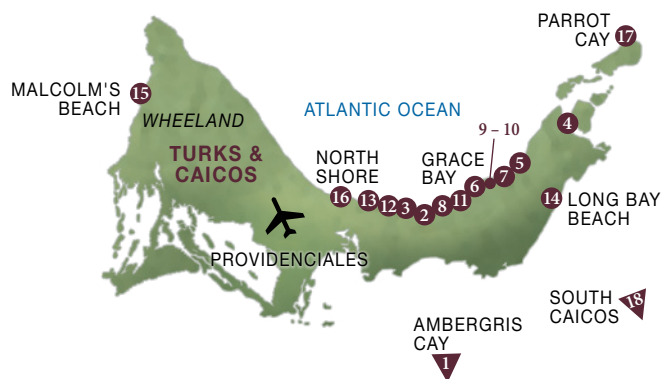 PARROT
CAY
17
MALCOLM'S
BEACH
15
WHEELAND
ATLANTIC OCEAN
4
9 – 10
TURKS &
CAICOS
NORTH
SHORE
GRACE
BAY
5
7
6
16
13
12
3
2
8
11
14
LONG BAY
BEACH
PROVIDENCIALES
SOUTH
CAICOS
18
AMBERGRIS
CAY
1